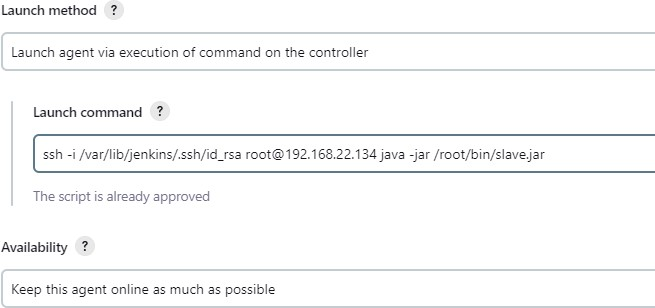 Launch method ?
Launch agent via execution of command on the controller
Launch command ?
ssh -i /var/lib/jenkins/.ssh/id_rsa root@192.168.22.134 java -jar /root/bin/slave.jar
The script is already approved
Availability ?
Keep this agent online as much as possible